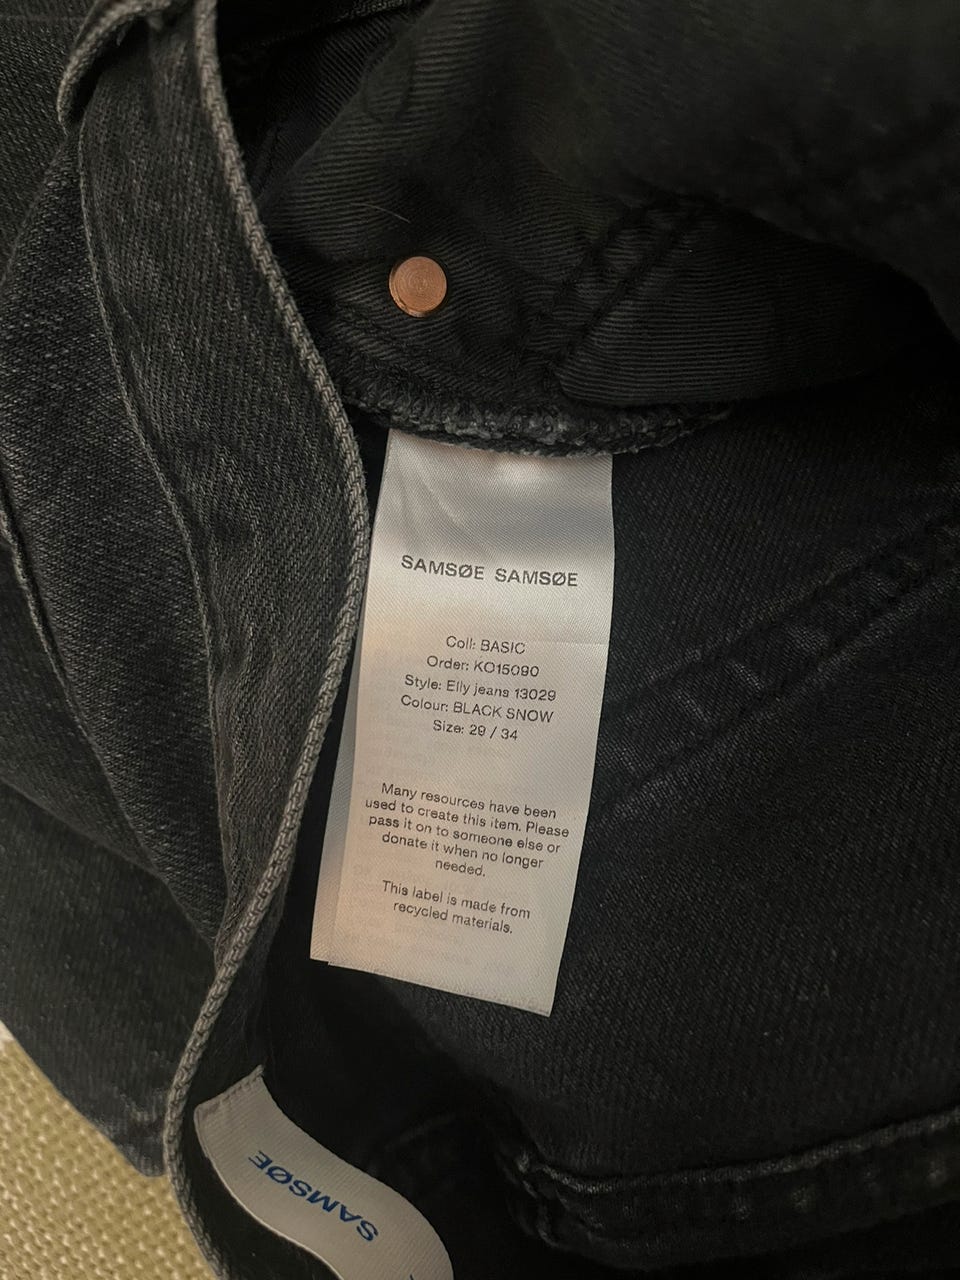 SAMSØE SAMSØE
Coll: BASIC
Order: KO15090
Style: Elly jeans 13029
Colour: BLACK SNOW
Size: 29 / 34
Many resources have been
used to create this item. Please
pass it on to someone else or
donate it when no longer
needed.
This label is made from
recycled materials.
SAMSØE